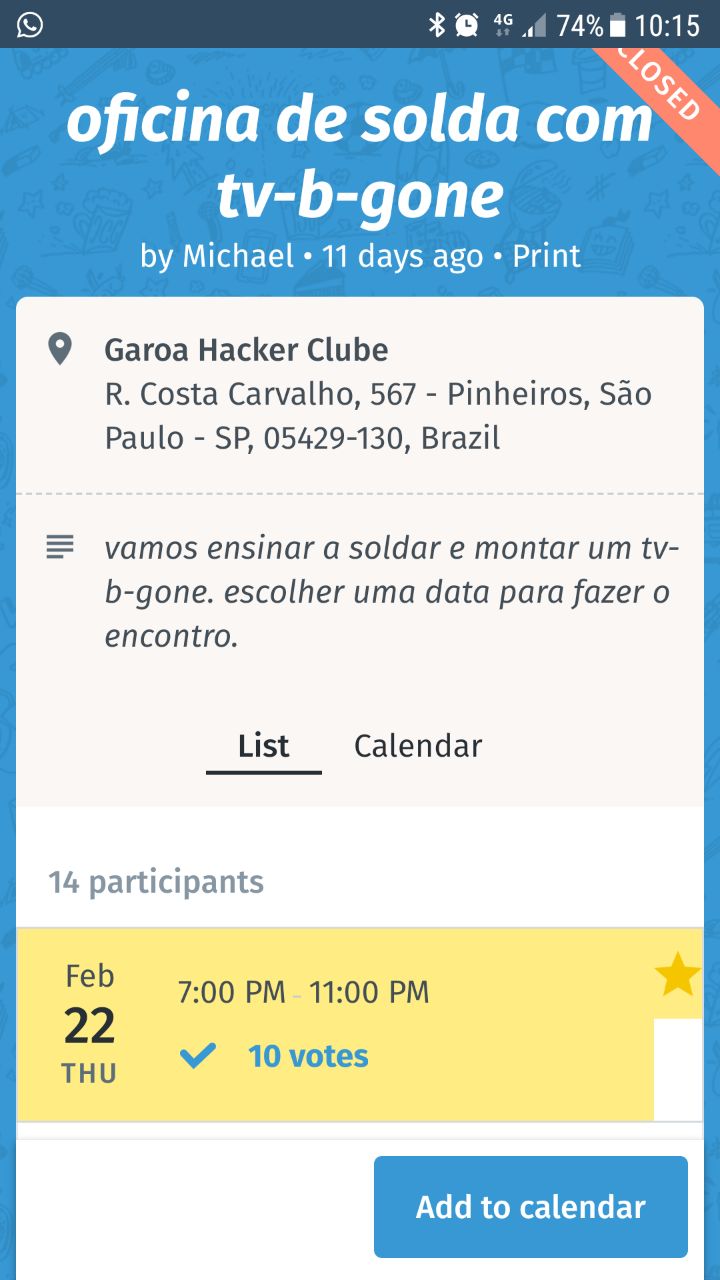 4G 74% 10:15
CLOSED
oficina de solda com
tv-b-gone
by Michael • 11 days ago • Print
Garoa Hacker Clube
R. Costa Carvalho, 567 - Pinheiros, São
Paulo - SP, 05429-130, Brazil
vamos ensinar a soldar e montar um tv-
b-gone. escolher uma data para fazer o
encontro.
List Calendar
14 participants
Feb
22
THU
7:00 PM - 11:00 PM
10 votes
Add to calendar